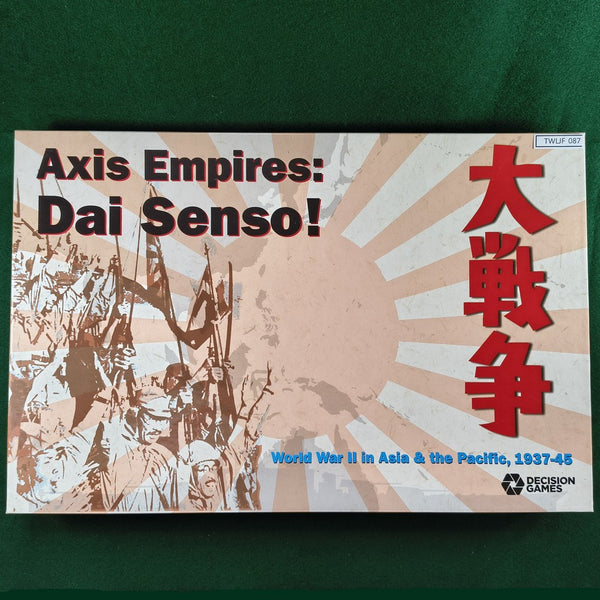 TWLJF 087
Axis Empires:
Dai Senso!
大戦争
World War II in Asia & the Pacific, 1937-45
DECISION
GAMES